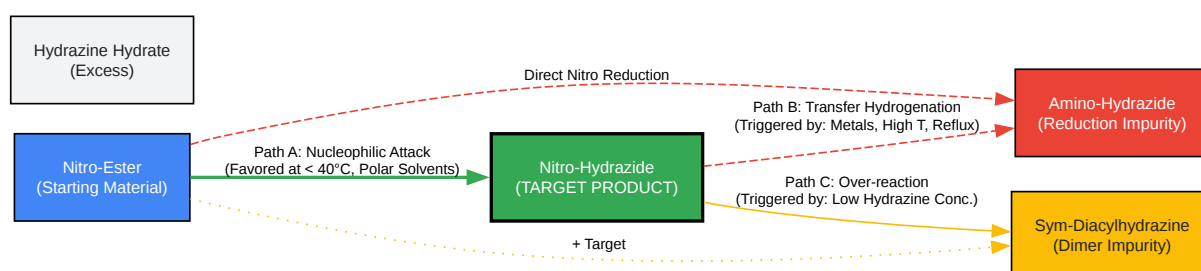 Hydrazine Hydrate
(Excess)
Nitro-Ester
(Starting Material)
Path A: Nucleophilic Attack
(Favored at < 40°C, Polar Solvents)
Nitro-Hydrazide
(TARGET PRODUCT)
Direct Nitro Reduction
Path B: Transfer Hydrogenation
(Triggered by: Metals, High T, Reflux)
Amino-Hydrazide
(Reduction Impurity)
Path C: Over-reaction
(Triggered by: Low Hydrazine Conc.)
+ Target
Sym-Diacylhydrazine
(Dimer Impurity)